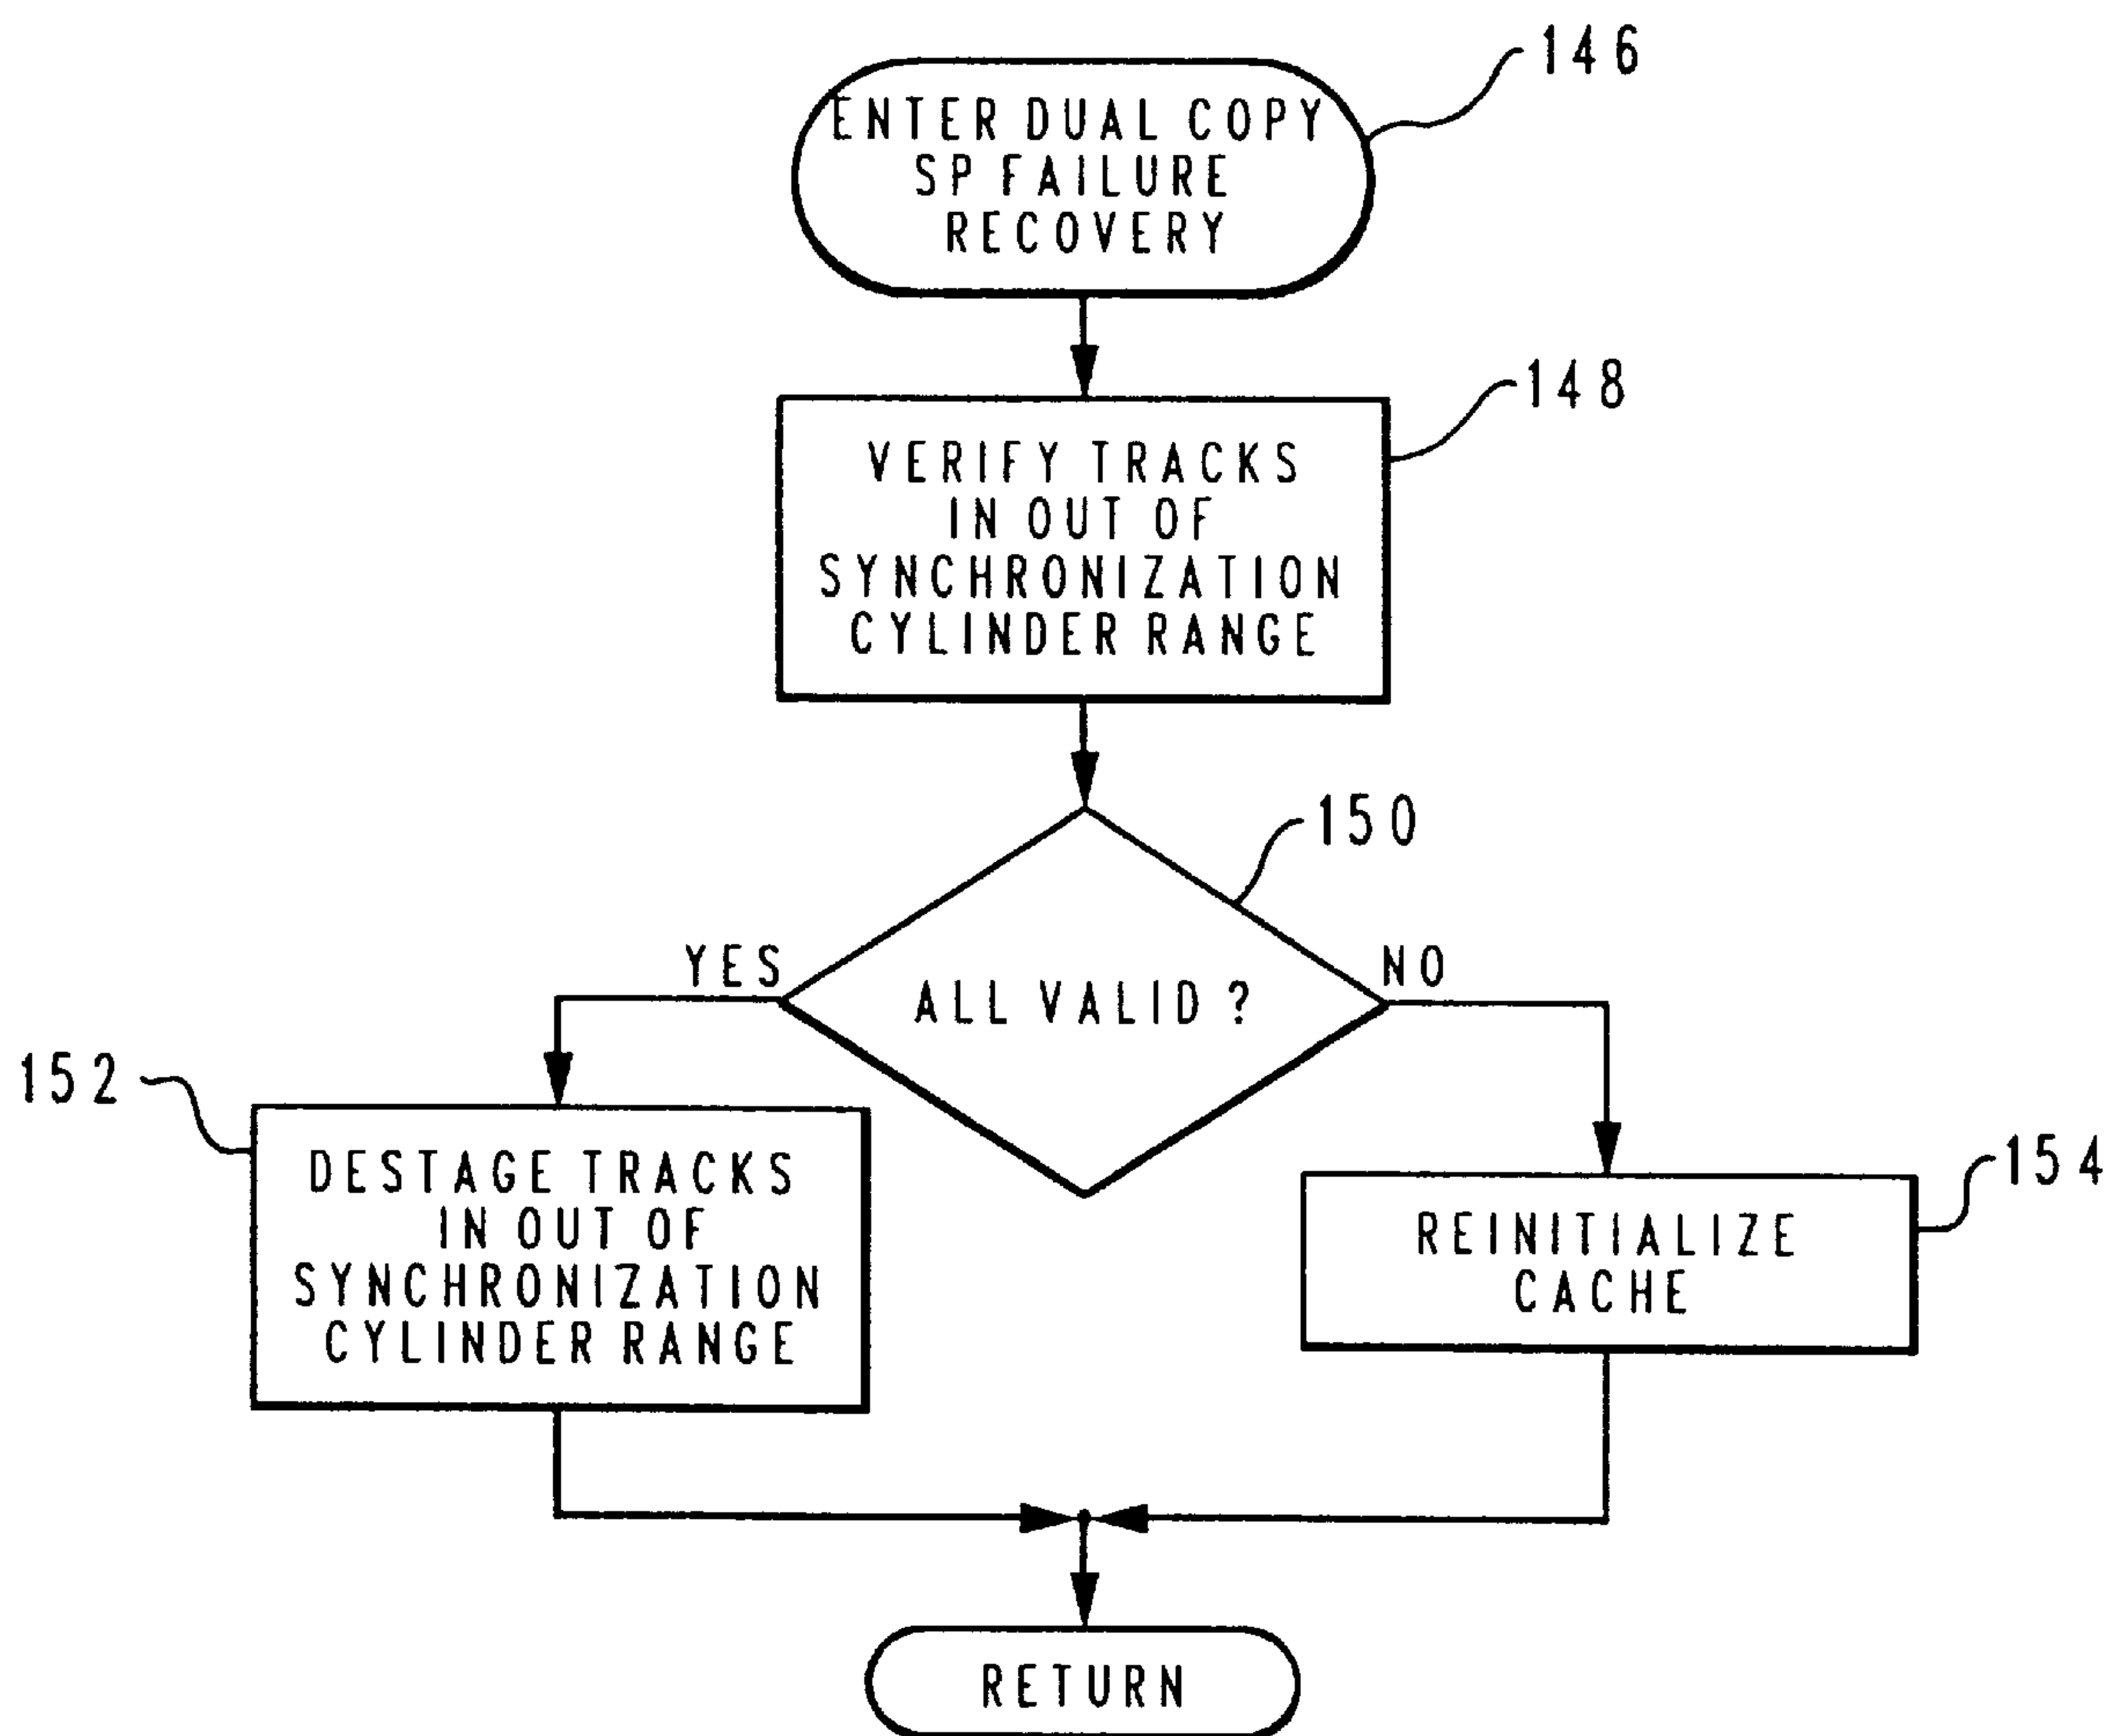 146
ENTER DUAL COPY
SP FAILURE
RECOVERY
148
VERIFY TRACKS
IN OUT OF
SYNCHRONIZATION
CYLINDER RANGE
150
YES
NO
ALL VALID ?
152
DESTAGE TRACKS
IN OUT OF
SYNCHRONIZATION
CYLINDER RANGE
154
REINITIALIZE
CACHE
RETURN